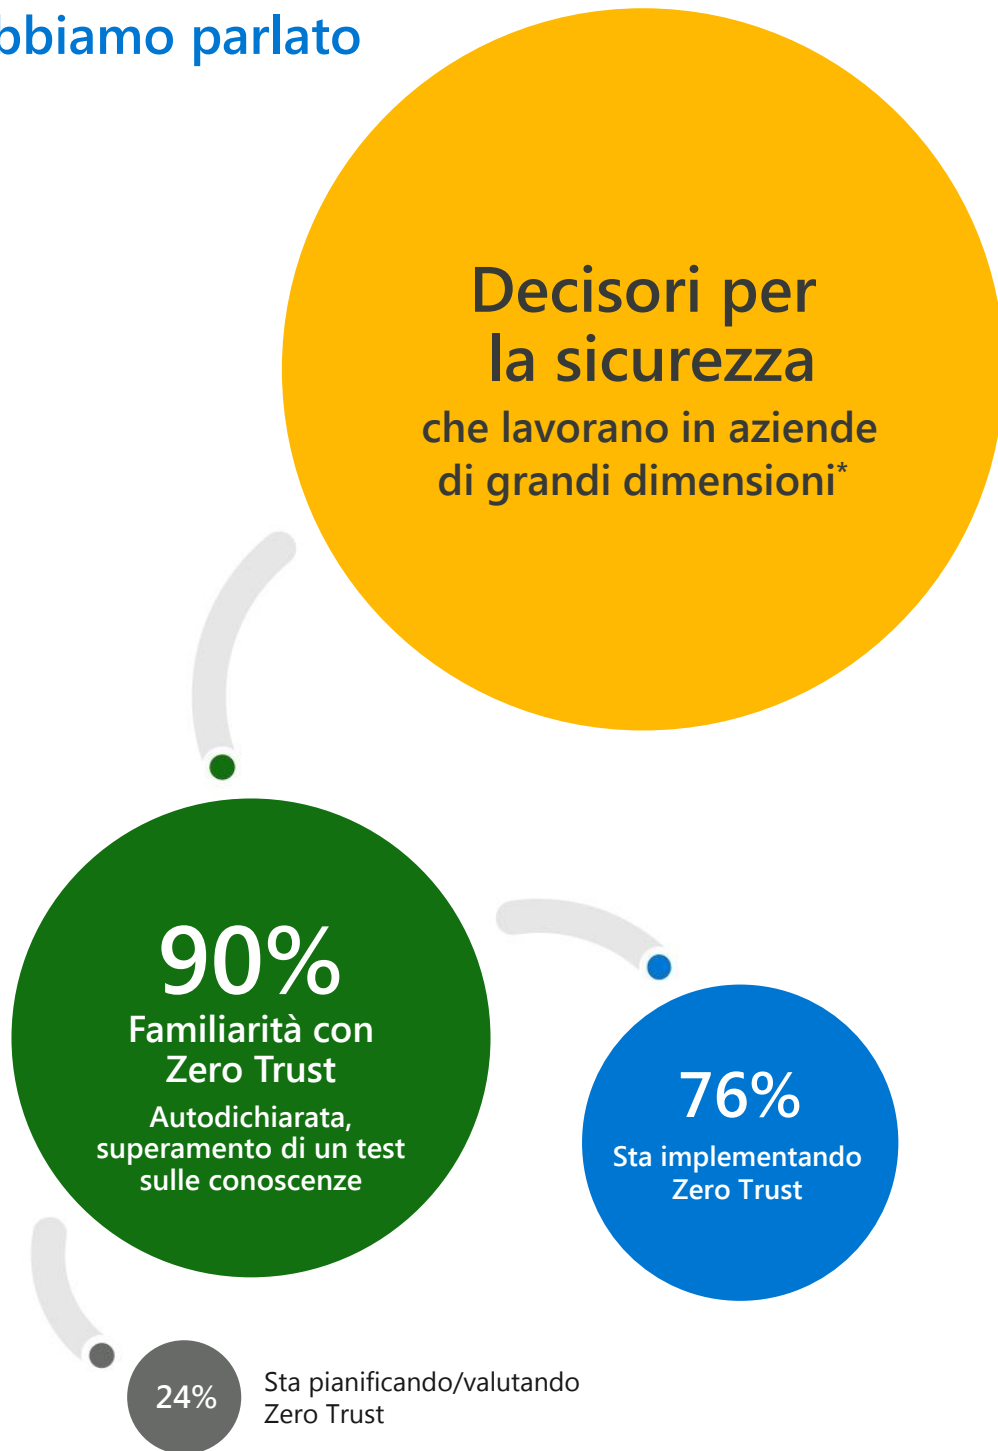 bbiamo parlato
Decisori per
la sicurezza
che lavorano in aziende
di grandi dimensioni*
90%
Familiarità con
Zero Trust
Autodichiarata,
superamento di un test
sulle conoscenze
76%
Sta implementando
Zero Trust
24%
Sta pianificando/valutando
Zero Trust